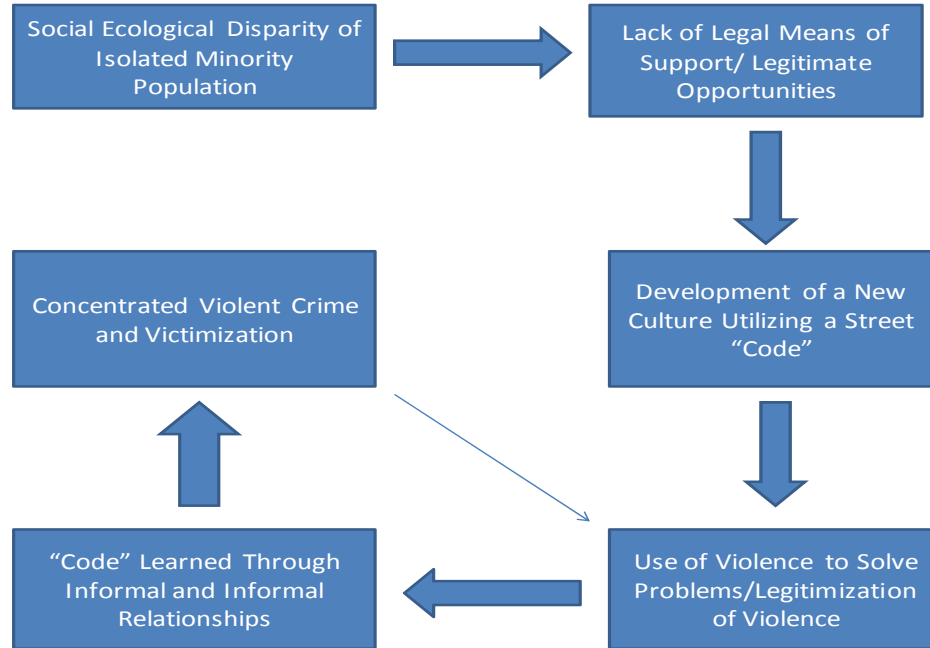 Social Ecological Disparity of
Isolated Minority
Population
Lack of Legal Means of
Support/ Legitimate
Opportunities
Development of a New
Culture Utilizing a Street
“Code”
Use of Violence to Solve
Problems/Legitimization
of Violence
“Code” Learned Through
Informal and Informal
Relationships
Concentrated Violent Crime
and Victimization